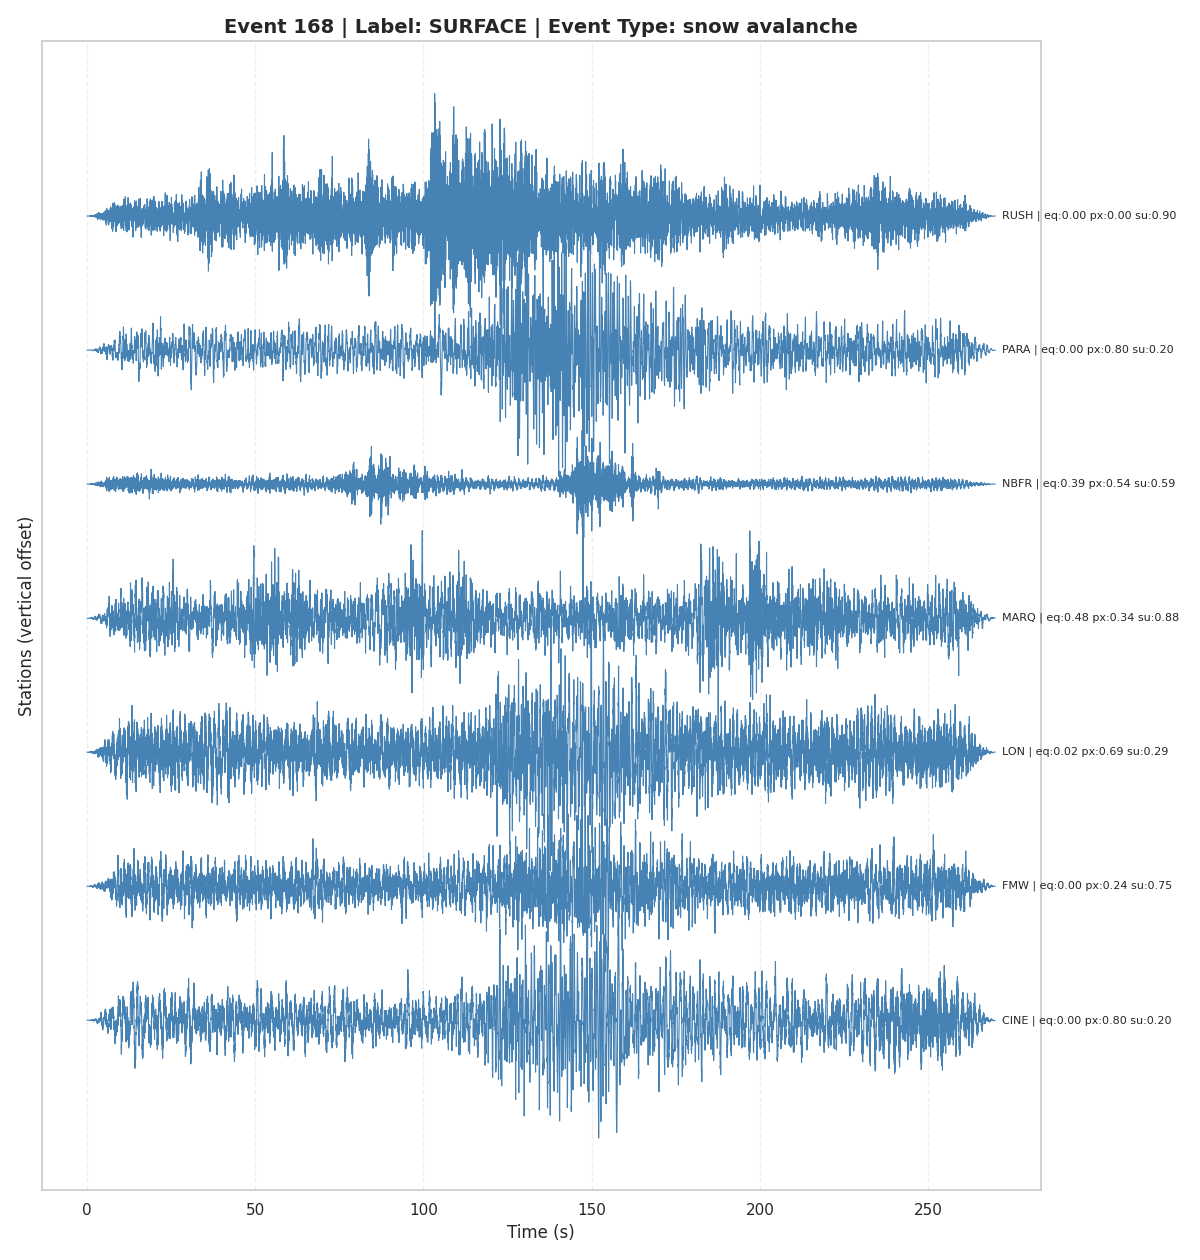 Event 168 | Label: SURFACE | Event Type: snow avalanche
RUSH | eq:0.00 px:0.00 su:0.90
PARA | eq:0.00 px:0.80 su:0.20
NBFR | eq:0.39 px:0.54 su:0.59
MARQ | eq:0.48 px:0.34 su:0.88
LON | eq:0.02 px:0.69 su:0.29
FMW | eq:0.00 px:0.24 su:0.75
CINE | eq:0.00 px:0.80 su:0.20
Stations (vertical offset)
0 50 100 150 200 250
Time (s)